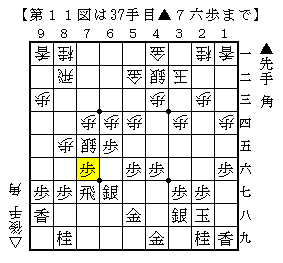 【第１１図は37手目▲７六歩まで】
９ ８ ７ ６ ５ ４ ３ ２ １
香 桂 金 桂 香 一
飛 金 銀 玉 二
歩 歩 歩 三
歩 歩 歩 歩 歩 四
歩 銀 歩 五
歩 歩 歩 歩 六
歩 歩 飛 銀 歩 歩 七
香 金 銀 玉 八
桂 金 桂 香 九
▲先手 角
△後手 角